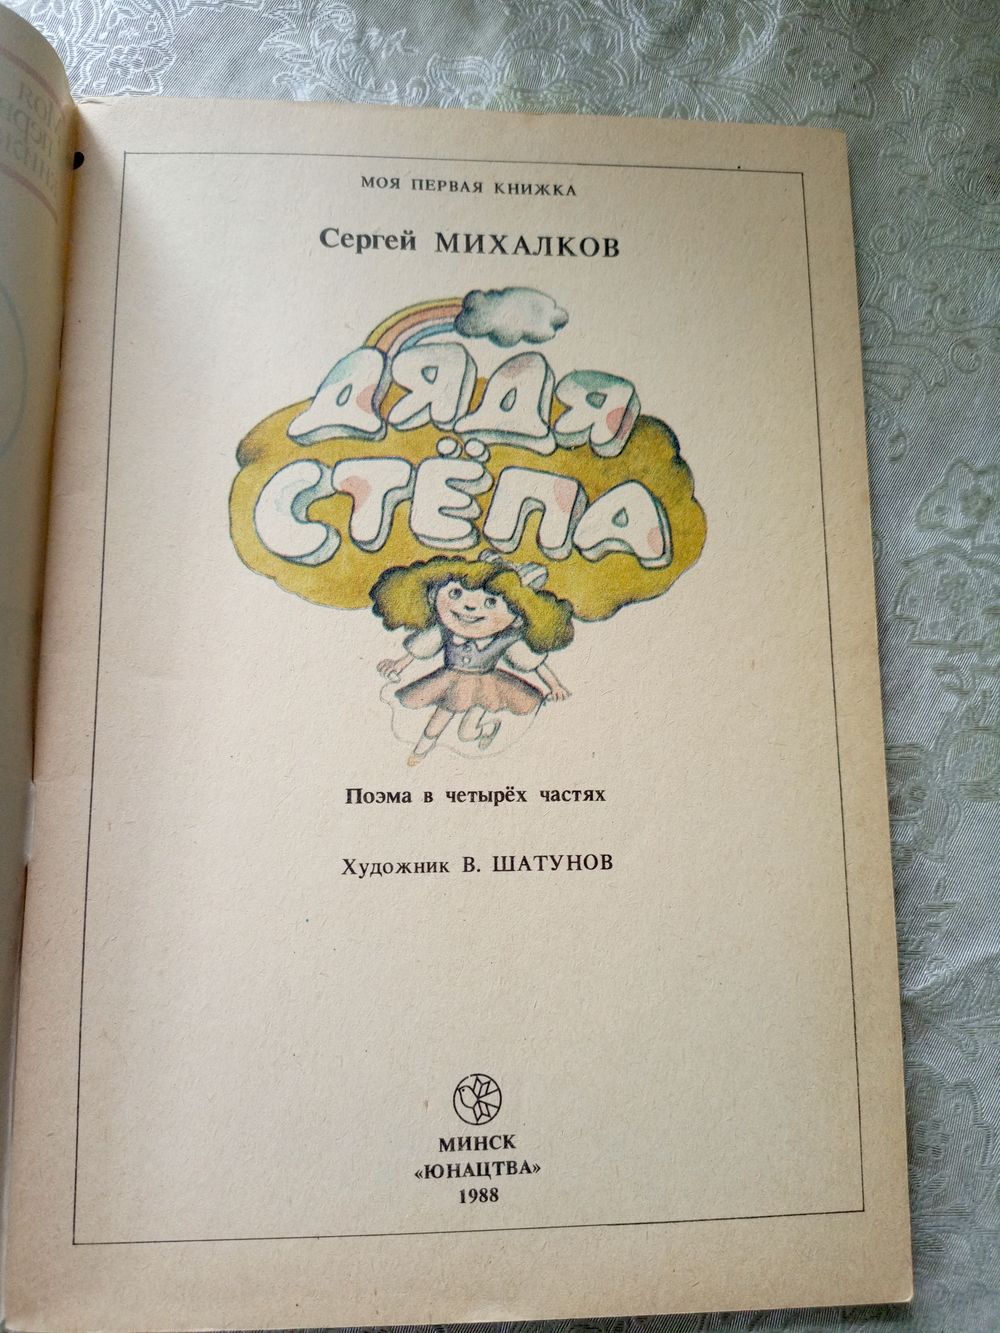 МОЯ ПЕРВАЯ КНИЖКА
Сергей МИХАЛКОВ
ДЯДЯ
СТЁПА
Поэма в четырёх частях
Художник В. ШАТУНОВ
МИНСК
«ЮНАЦТВА»
1988